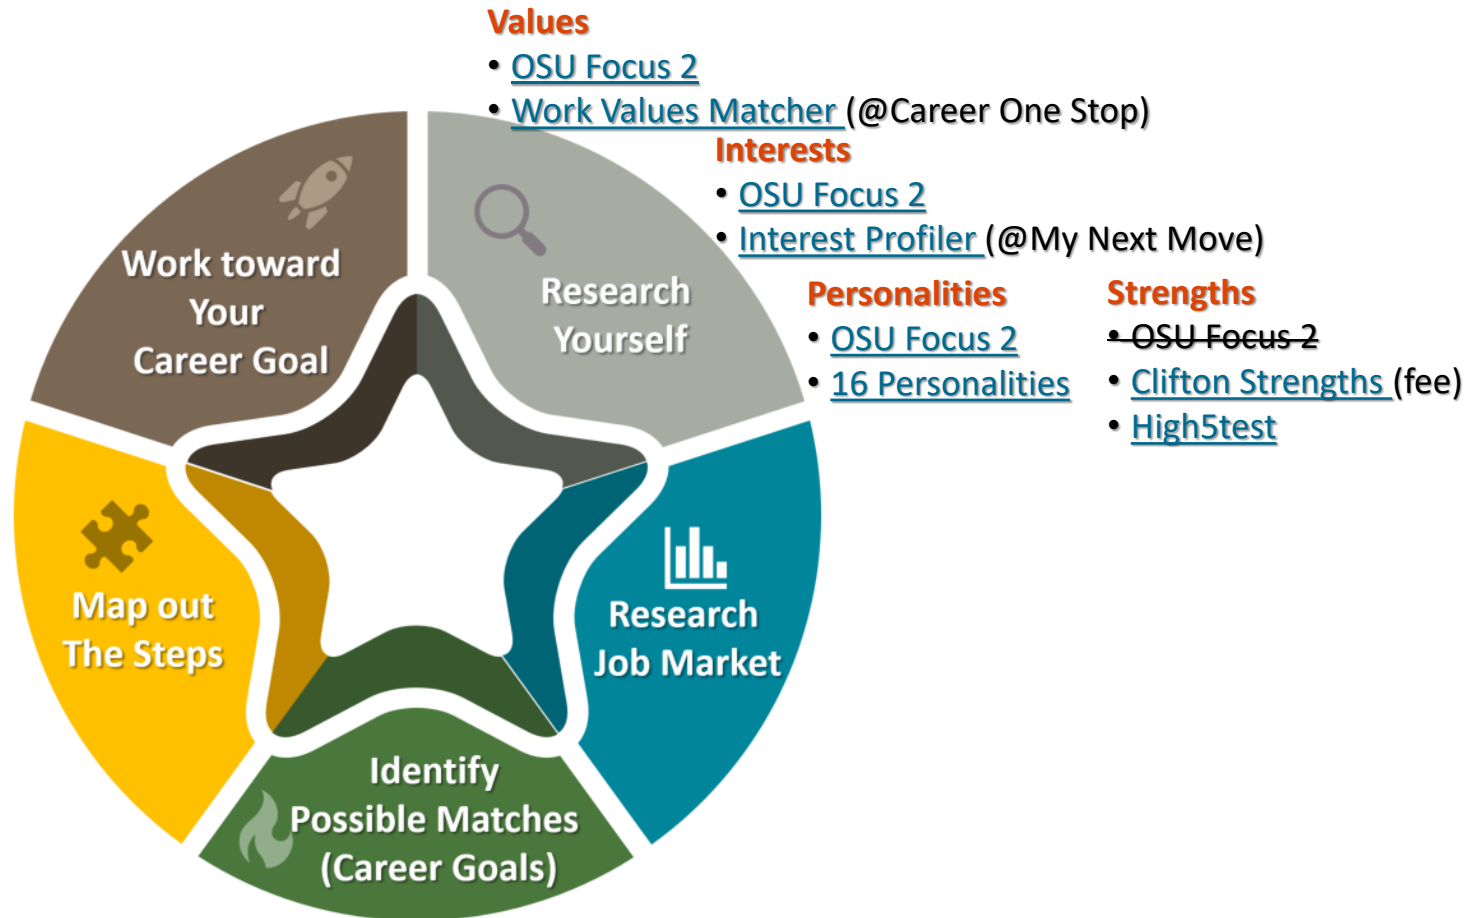 Values
• OSU Focus 2
• Work Values Matcher (@Career One Stop)
Interests
• OSU Focus 2
• Interest Profiler (@My Next Move)
Personalities
• OSU Focus 2
• 16 Personalities
Strengths
• OSU Focus 2
• Clifton Strengths (fee)
• High5test
Research
Yourself
Research
Job Market
Identify
Possible Matches
(Career Goals)
Map out
The Steps
Work toward
Your
Career Goal